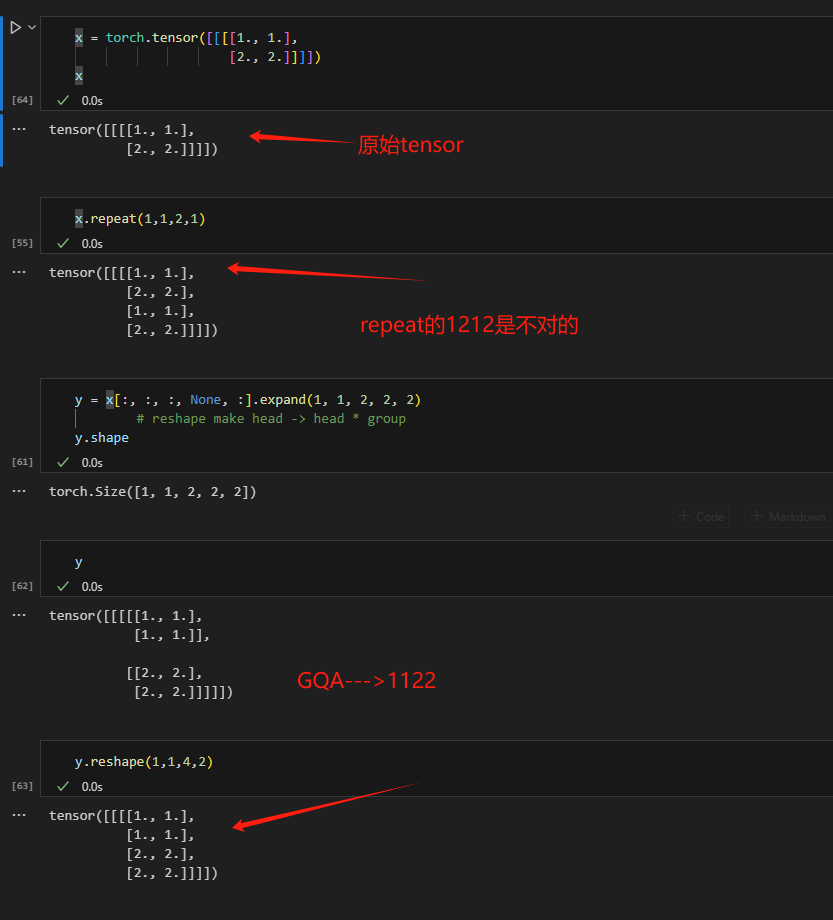 x = torch.tensor([[[[1., 1.],
[2., 2.]]]])
x
[64]
0.0s
tensor([[[[1., 1.],
[2., 2.]]]])
原始tensor
x.repeat(1,1,2,1)
[55]
0.0s
tensor([[[[1., 1.],
[2., 2.],
[1., 1.],
[2., 2.]]]])
repeat的1212是不对的
y = x[:, :, :, None, :].expand(1, 1, 2, 2, 2)
# reshape make head -> head * group
y.shape
[61]
0.0s
torch.Size([1, 1, 2, 2, 2])
+ Code + Markdown
y
[62]
0.0s
tensor([[[[[1., 1.],
[1., 1.]],
[[2., 2.],
[2., 2.]]]]])
GQA--->1122
y.reshape(1,1,4,2)
[63]
0.0s
tensor([[[[1., 1.],
[1., 1.],
[2., 2.],
[2., 2.]]]])